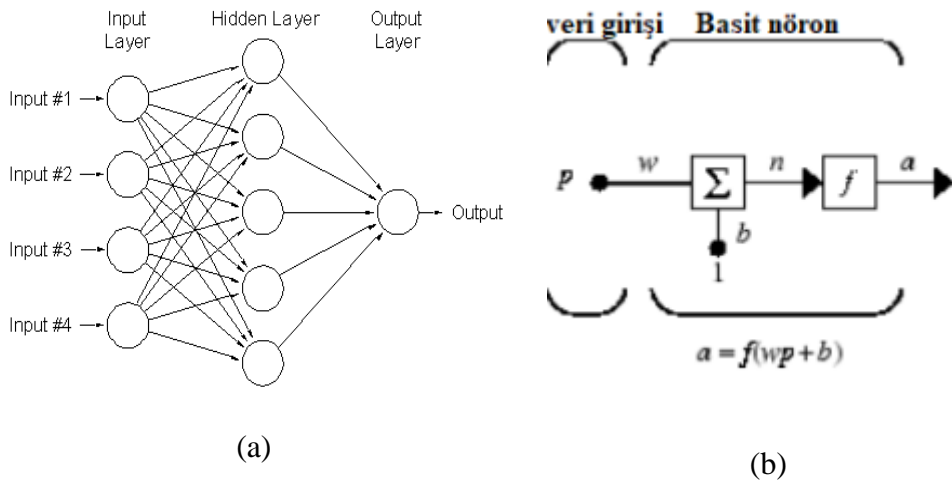 Input
Layer
Hidden Layer
Output
Layer
Input #1
Input #2
Input #3
Input #4
Output
(a)
veri girişi Basit nöron
p w Σ n f a
b
1
a = f(wp + b)
(b)